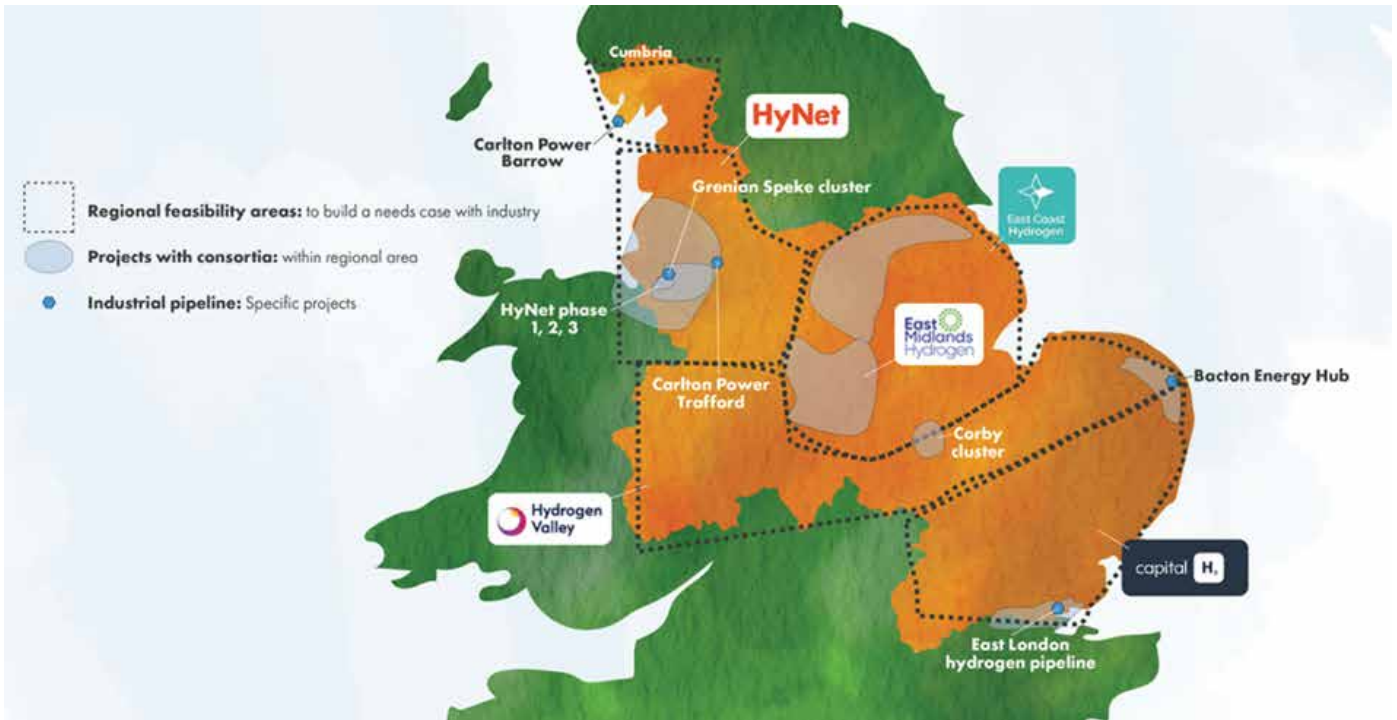 Cumbria
HyNet
Carlton Power
Barrow
Grenian Speke cluster
East Coast
Hydrogen
Regional feasibility areas: to build a needs case with industry
Projects with consortia: within regional area
Industrial pipeline: Specific projects
HyNet phase
1, 2, 3
East
Midlands
Hydrogen
Carlton Power
Trafford
Bacton Energy Hub
Corby
cluster
Hydrogen
Valley
capital H₂
East London
hydrogen pipeline